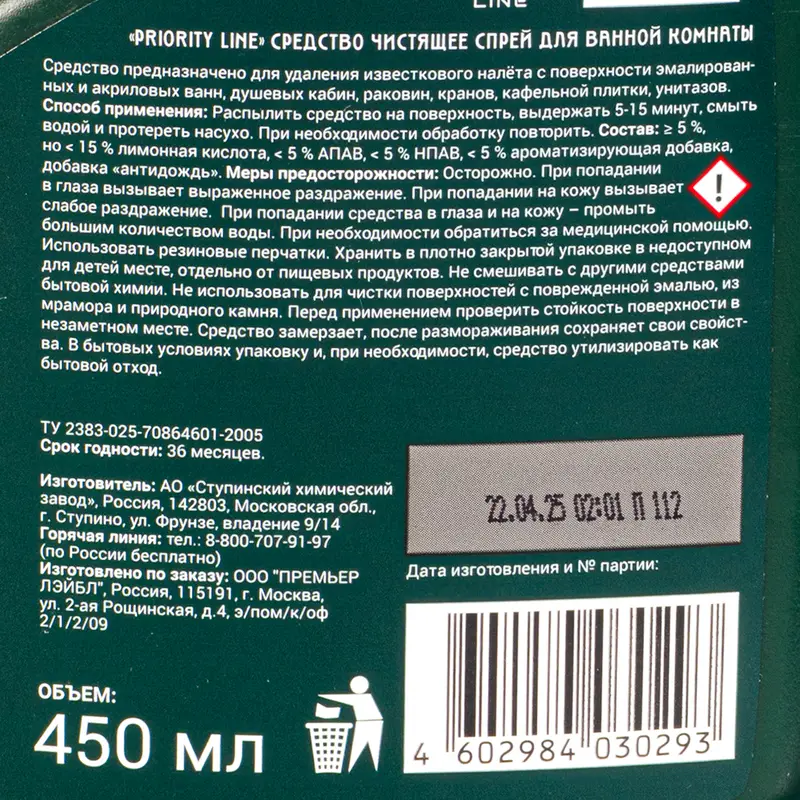 LINE
«PRIORITY LINE» СРЕДСТВО ЧИСТЯЩЕЕ СПРЕЙ ДЛЯ ВАННОЙ КОМНАТЫ
Средство предназначено для удаления известкового налёта с поверхности эмалирован-
ных и акриловых ванн, душевых кабин, раковин, кранов, кафельной плитки, унитазов.
Способ применения: Распылить средство на поверхность, выдержать 5-15 минут, смыть
водой и протереть насухо. При необходимости обработку повторить. Состав: ≥ 5 %,
но < 15 % лимонная кислота, < 5 % АПАВ, < 5 % НПАВ, < 5 % ароматизирующая добавка,
добавка «антидождь». Меры предосторожности: Осторожно. При попадании
в глаза вызывает выраженное раздражение. При попадании на кожу вызывает
слабое раздражение. При попадании средства в глаза и на кожу – промыть
большим количеством воды. При необходимости обратиться за медицинской помощью.
Использовать резиновые перчатки. Хранить в плотно закрытой упаковке в недоступном
для детей месте, отдельно от пищевых продуктов. Не смешивать с другими средствами
бытовой химии. Не использовать для чистки поверхностей с поврежденной эмалью, из
мрамора и природного камня. Перед применением проверить стойкость поверхности в
незаметном месте. Средство замерзает, после размораживания сохраняет свои свойст-
ва. В бытовых условиях упаковку и, при необходимости, средство утилизировать как
бытовой отход.
ТУ 2383-025-70864601-2005
Срок годности: 36 месяцев.
Изготовитель: АО «Ступинский химический
завод», Россия, 142803, Московская обл.,
г. Ступино, ул. Фрунзе, владение 9/14
Горячая линия: тел.: 8-800-707-91-97
(по России бесплатно)
Изготовлено по заказу: ООО "ПРЕМЬЕР
ЛЭЙБЛ", Россия, 115191, г. Москва,
ул. 2-ая Рощинская, д.4, э/пом/к/оф
2/1/2/09
22.04.25 02:01 П 112
Дата изготовления и № партии:
ОБЪЕМ:
450 мл
4 602984 030293